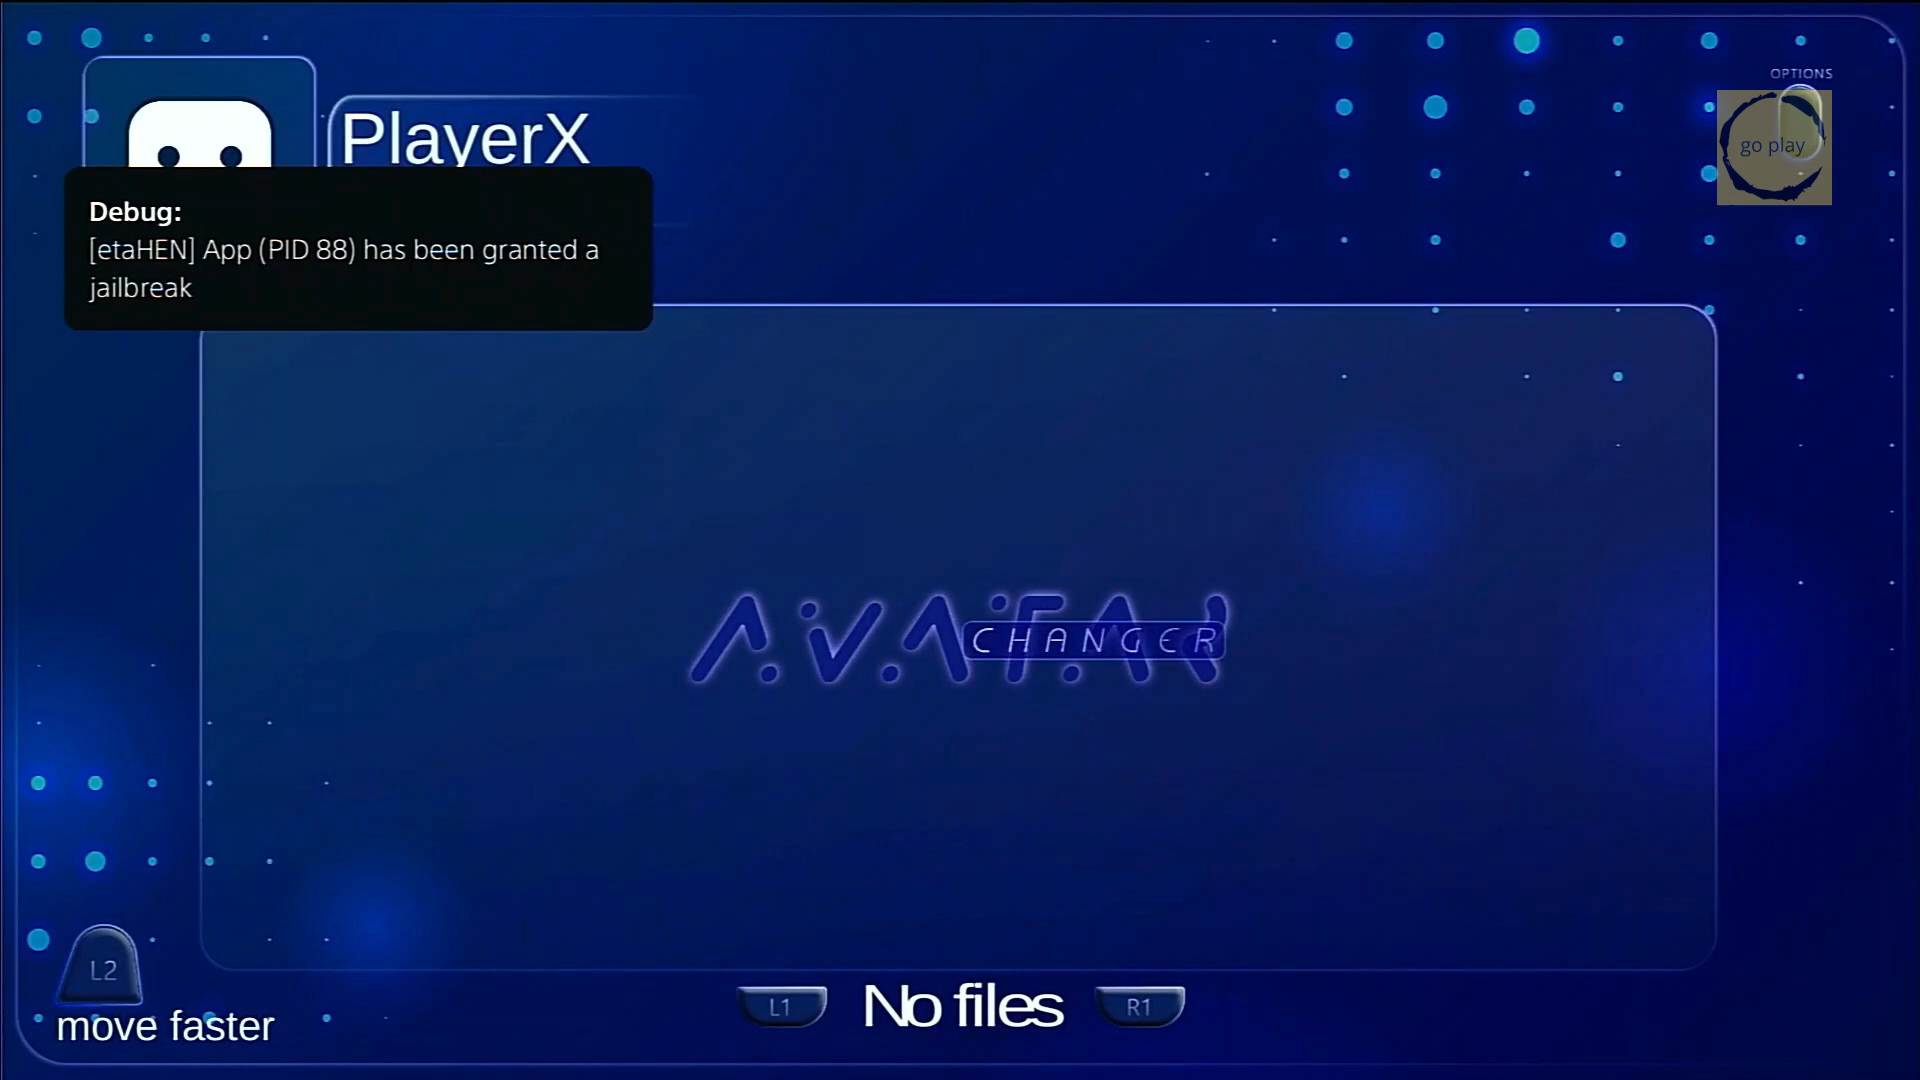 OPTIONS
go play
PlayerX
Debug:
[etaHEN] App (PID 88) has been granted a
jailbreak
AVATAR
CHANGER
L2
move faster
L1
No files
R1